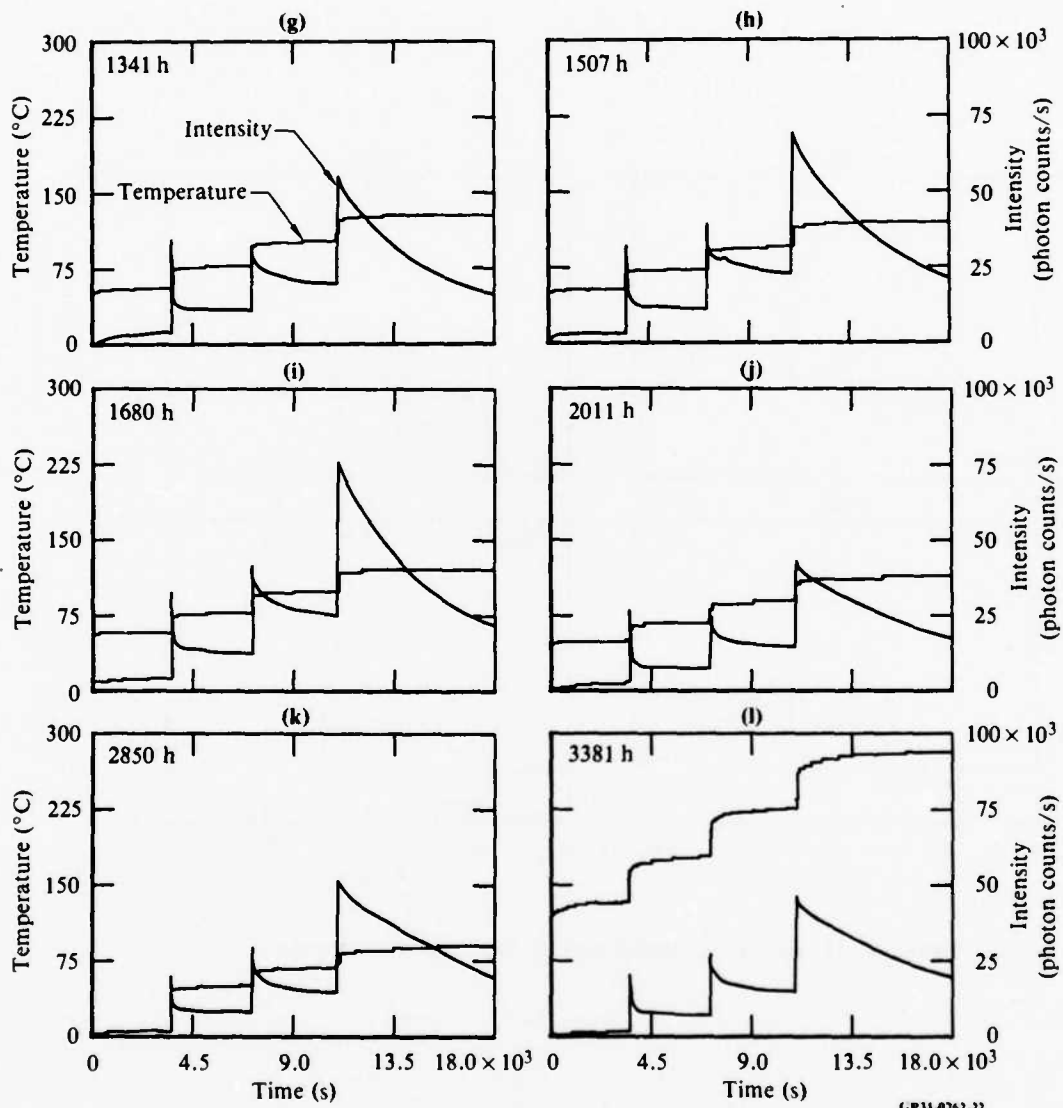 (g)
300
225
150
75
0
Temperature (°C)
1341 h
Intensity
Temperature
(h)
1507 h
100 × 10³
75
50
25
0
Intensity
(photon counts/s)
(i)
300
225
150
75
0
Temperature (°C)
1680 h
(j)
2011 h
100 × 10³
75
50
25
0
Intensity
(photon counts/s)
(k)
300
225
150
75
0
Temperature (°C)
2850 h
0 4.5 9.0 13.5 18.0 × 10³
Time (s)
(l)
3381 h
100 × 10³
75
50
25
0
Intensity
(photon counts/s)
0 4.5 9.0 13.5 18.0 × 10³
Time (s)